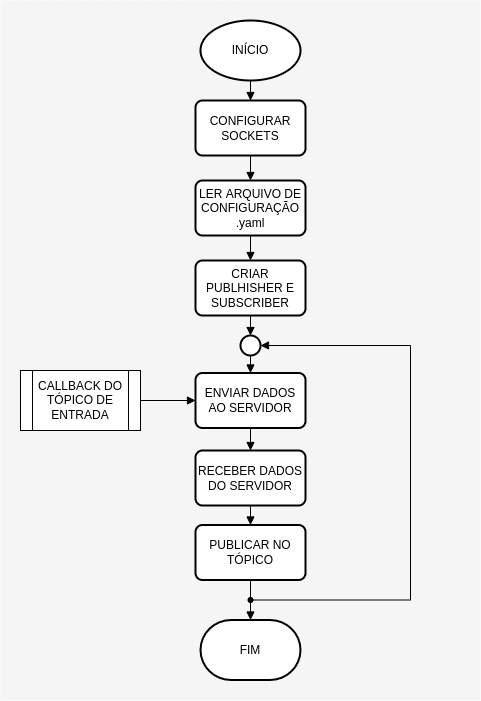 INÍCIO
CONFIGURAR
SOCKETS
LER ARQUIVO DE
CONFIGURAÇÃO
.yaml
CRIAR
PUBLHISHER E
SUBSCRIBER
CALLBACK DO
TÓPICO DE
ENTRADA
ENVIAR DADOS
AO SERVIDOR
RECEBER DADOS
DO SERVIDOR
PUBLICAR NO
TÓPICO
FIM